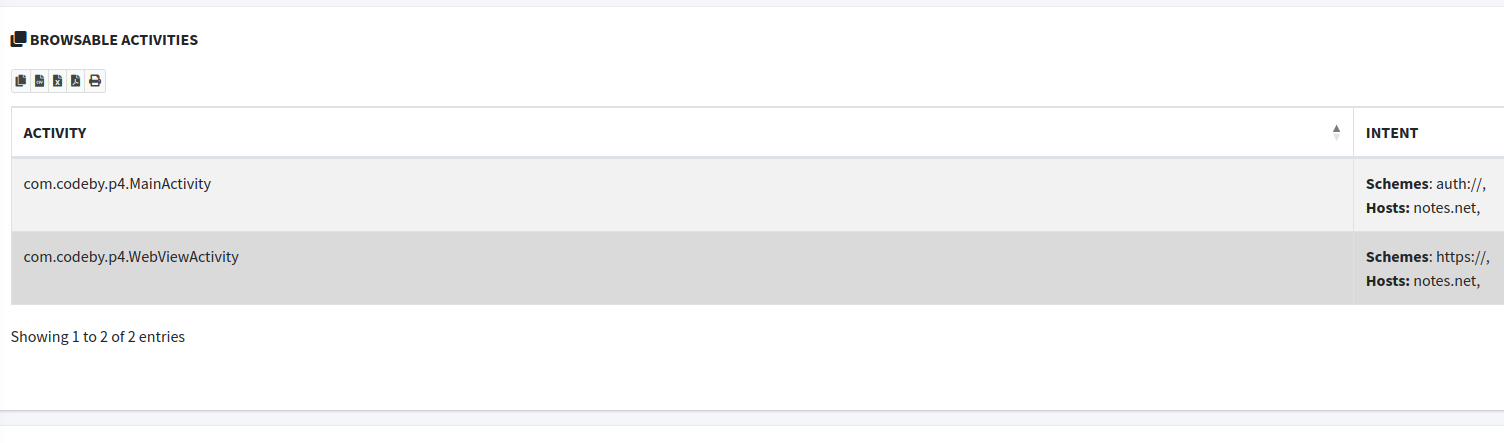 BROWSABLE ACTIVITIES
ACTIVITY INTENT
com.codeby.p4.MainActivity Schemes: auth://,
Hosts: notes.net,
com.codeby.p4.WebViewActivity Schemes: https://,
Hosts: notes.net,
Showing 1 to 2 of 2 entries